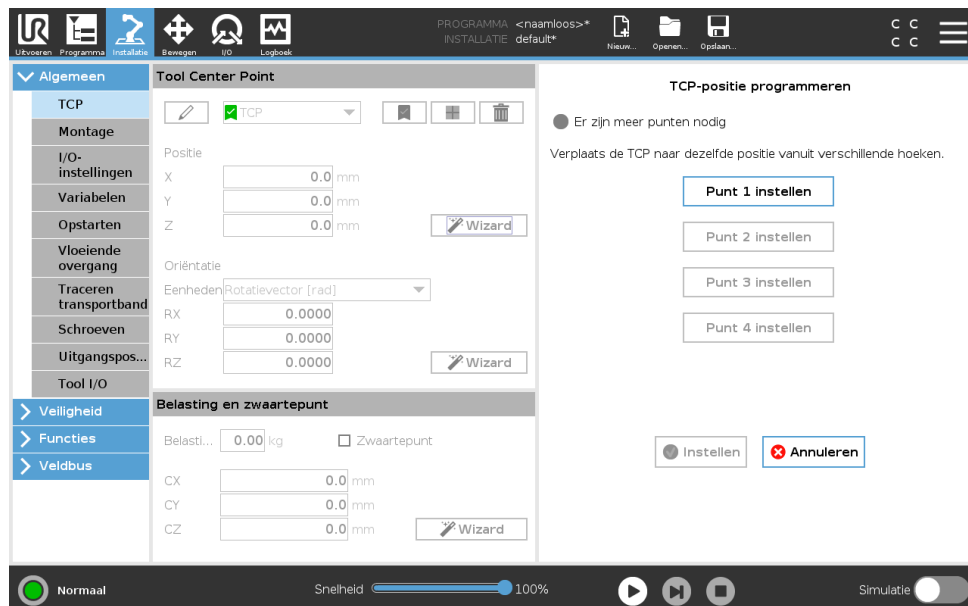 PROGRAMMA <naamloos>*
INSTALLATIE default*
Uitvoeren Programma Installatie Bewegen I/O Logboek Nieuw... Openen... Opslaan...
C C
C C
Algemeen
TCP
Montage
I/O-
instellingen
Variabelen
Opstarten
Vloeiende
overgang
Traceren
transportband
Schroeven
Uitgangspos...
Tool I/O
Veiligheid
Functies
Veldbus
Tool Center Point
TCP
Positie
X 0.0 mm
Y 0.0 mm
Z 0.0 mm Wizard
Oriëntatie
Eenheden Rotatievector [rad]
RX 0.0000
RY 0.0000
RZ 0.0000 Wizard
Belasting en zwaartepunt
Belasti... 0.00 kg Zwaartepunt
CX 0.0 mm
CY 0.0 mm
CZ 0.0 mm Wizard
TCP-positie programmeren
Er zijn meer punten nodig
Verplaats de TCP naar dezelfde positie vanuit verschillende hoeken.
Punt 1 instellen
Punt 2 instellen
Punt 3 instellen
Punt 4 instellen
Instellen Annuleren
Normaal Snelheid 100% Simulatie